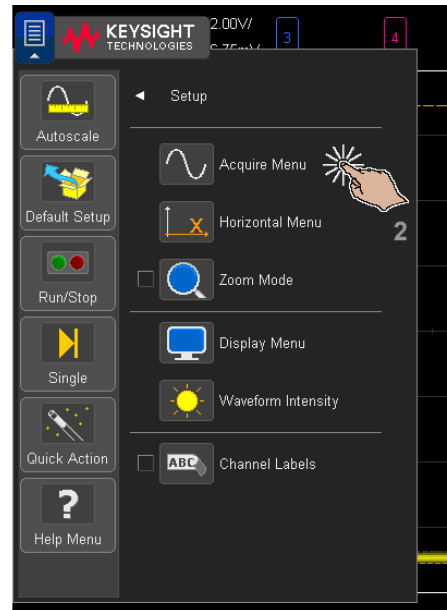 KEYSIGHT
TECHNOLOGIES
2.00V/
3
4
Setup
Autoscale
Acquire Menu
2
Default Setup
Horizontal Menu
X
Zoom Mode
Run/Stop
Display Menu
Single
Waveform Intensity
Quick Action
ABC
Channel Labels
?
Help Menu